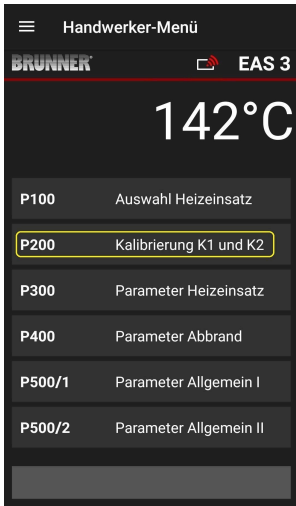 Handwerker-Menü
BRUNNER EAS 3
142°C
P100 Auswahl Heizeinsatz
P200 Kalibrierung K1 und K2
P300 Parameter Heizeinsatz
P400 Parameter Abbrand
P500/1 Parameter Allgemein I
P500/2 Parameter Allgemein II